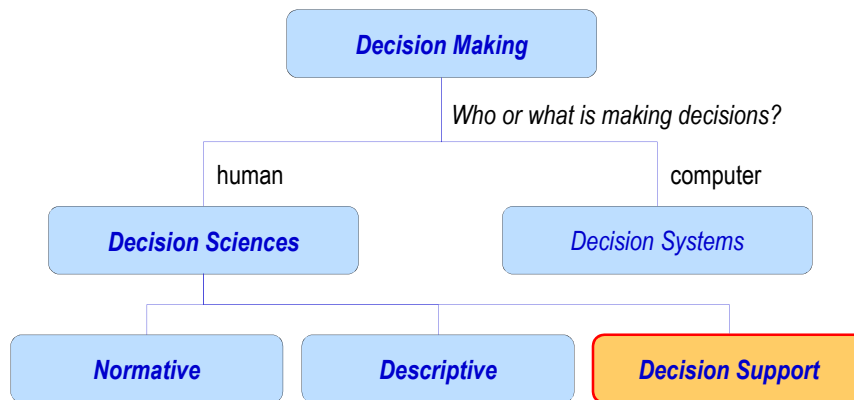 Decision Making
Who or what is making decisions?
human
computer
Decision Sciences
Decision Systems
Normative
Descriptive
Decision Support